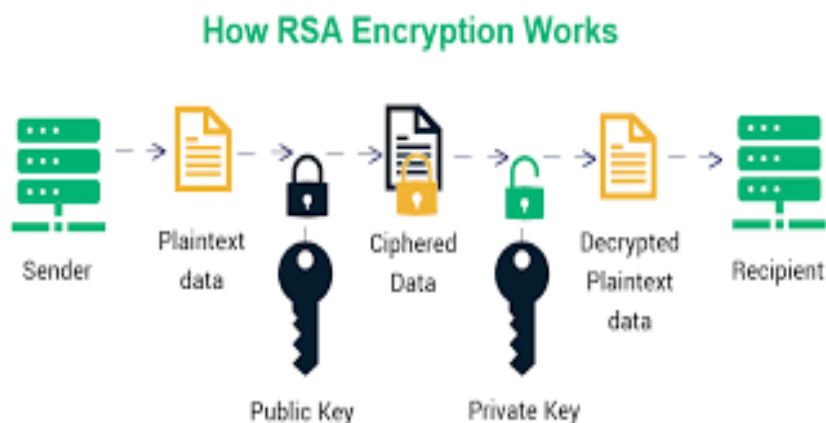 How RSA Encryption Works
Sender
Plaintext
data
Public Key
Ciphered
Data
Private Key
Decrypted
Plaintext
data
Recipient